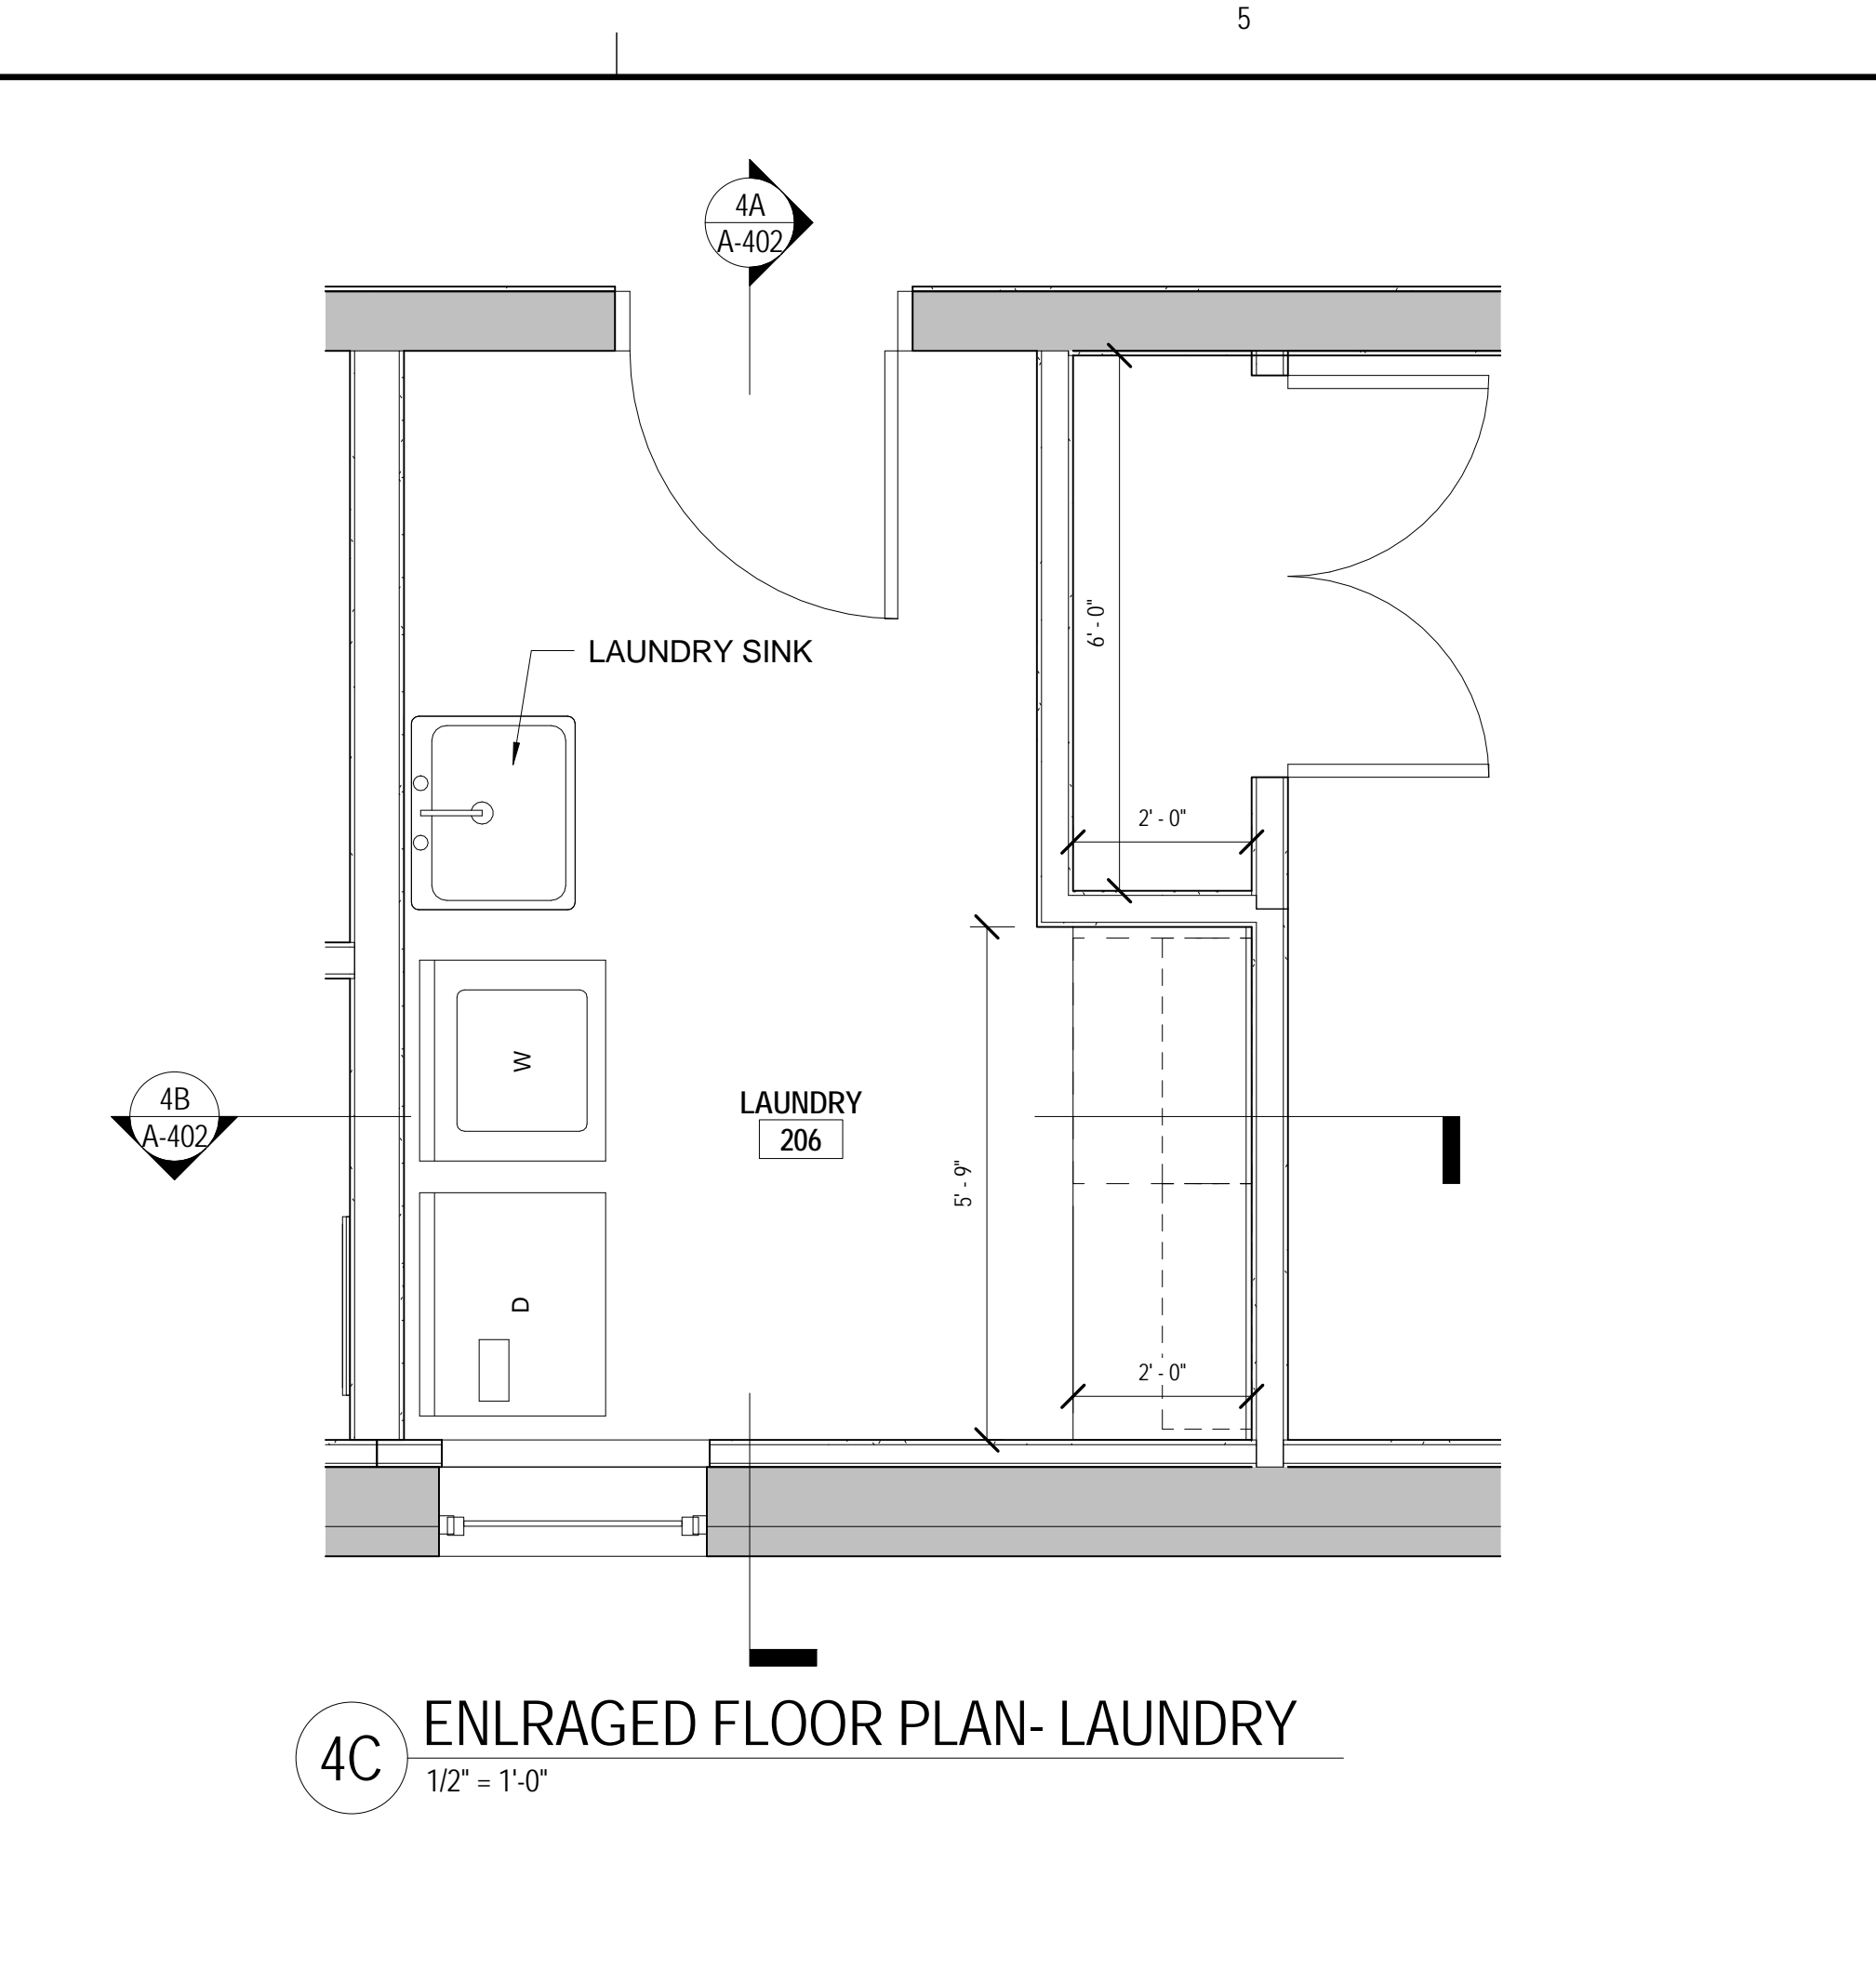 5
4A
A-402
LAUNDRY SINK
6' - 0"
2' - 0"
W
4B
A-402
LAUNDRY
206
5' - 9"
D
2' - 0"
4C
ENLRAGED FLOOR PLAN- LAUNDRY
1/2" = 1'-0"